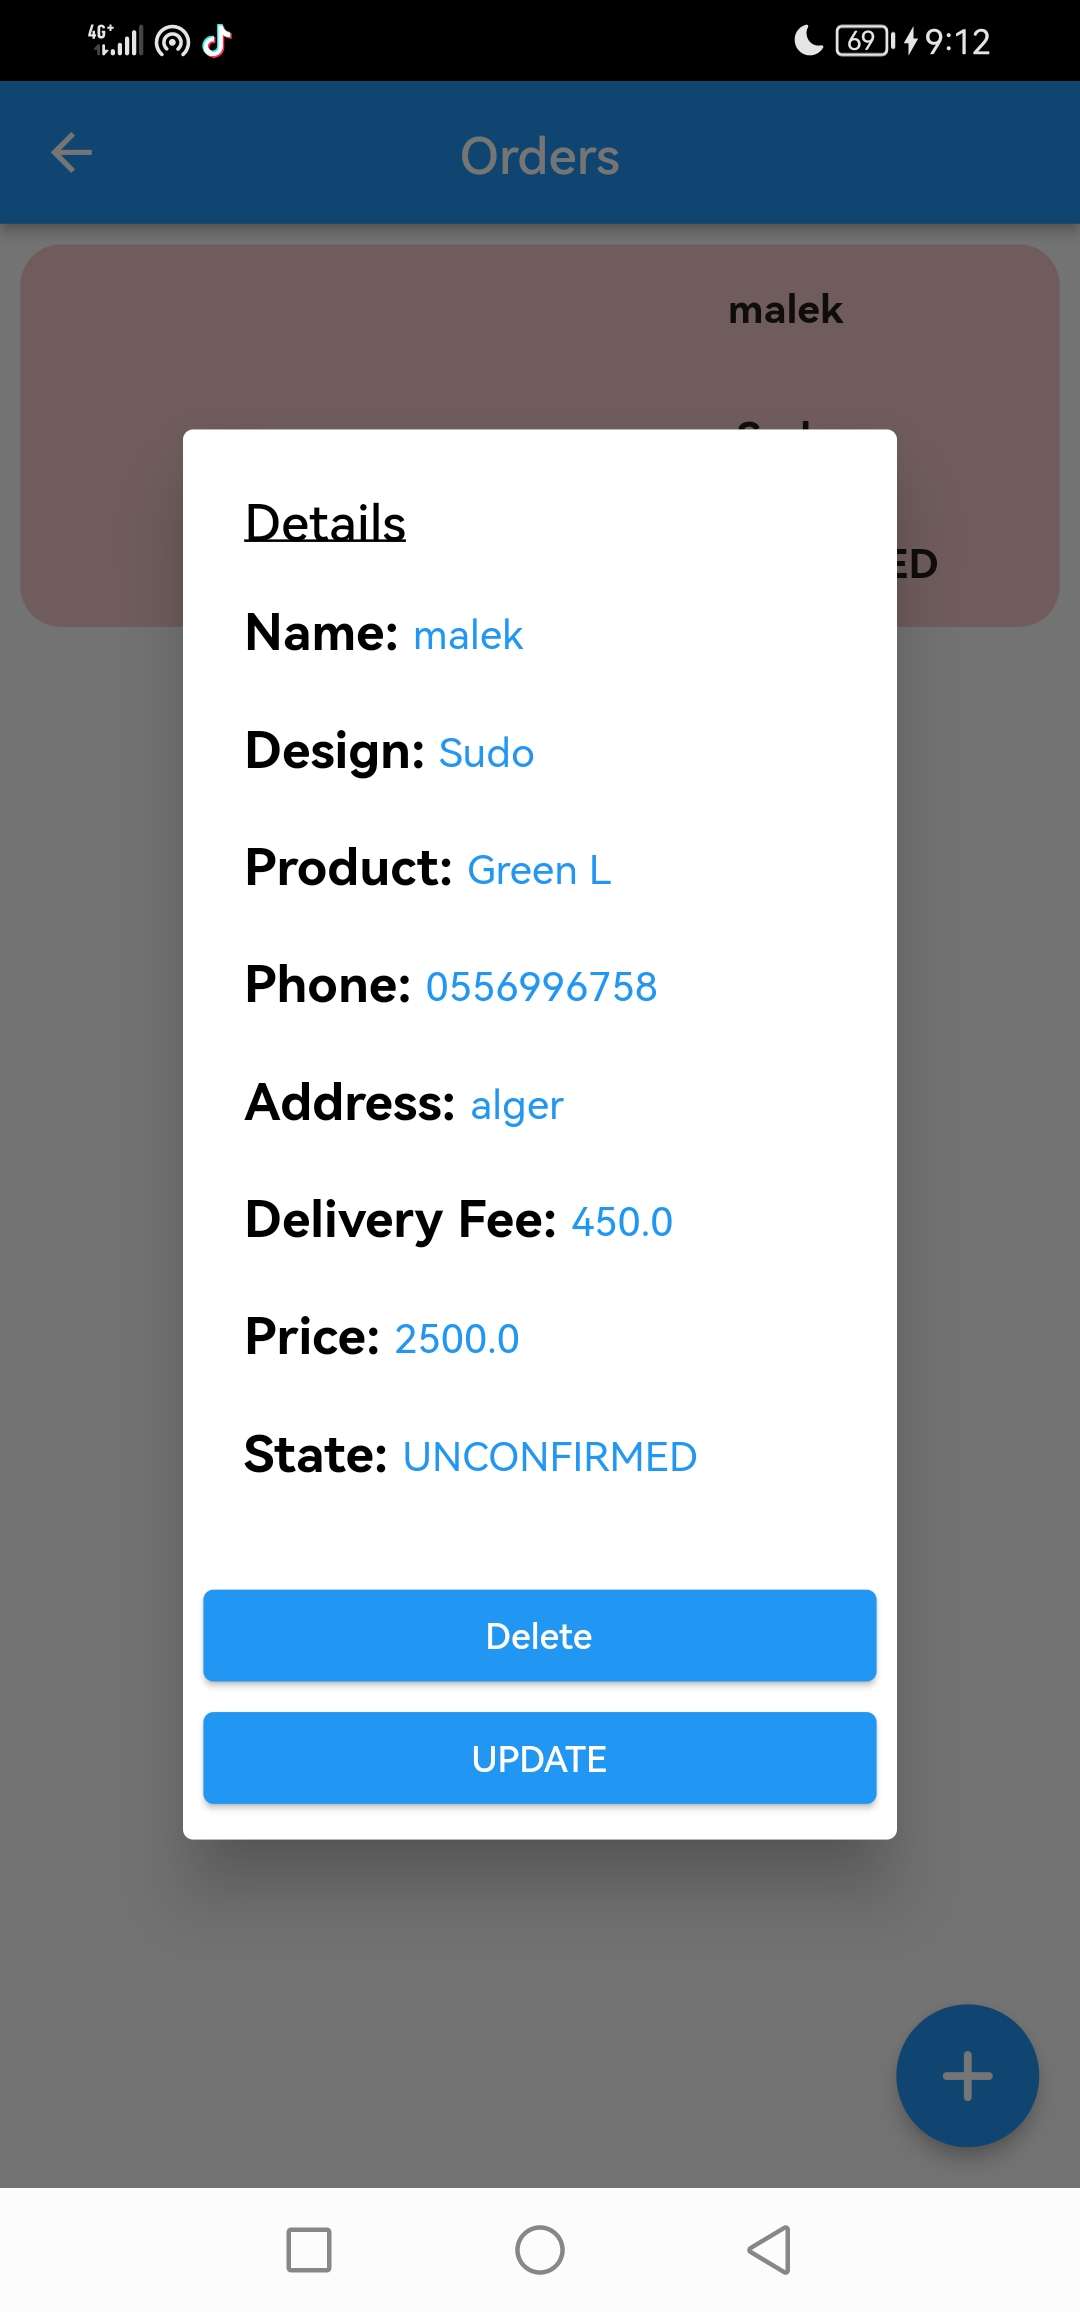 4G+ 69 9:12
Orders
malek
ED
Details
Name: malek
Design: Sudo
Product: Green L
Phone: 0556996758
Address: alger
Delivery Fee: 450.0
Price: 2500.0
State: UNCONFIRMED
Delete
UPDATE